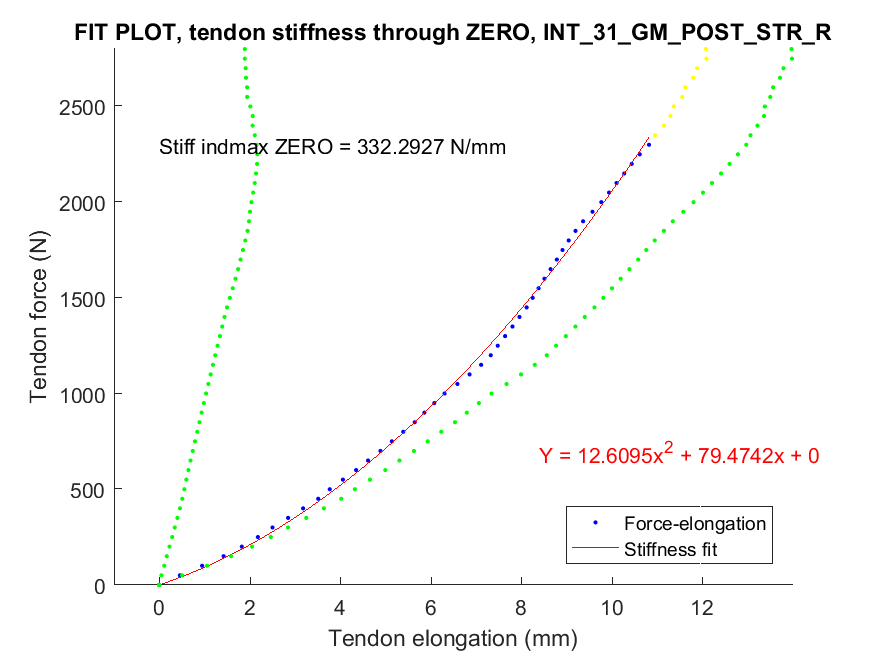 FIT PLOT, tendon stiffness through ZERO, INT_31_GM_POST_STR_R
Stiff indmax ZERO = 332.2927 N/mm
Tendon force (N)
2500
2000
1500
1000
500
0
Y = 12.6095x² + 79.4742x + 0
Force-elongation
Stiffness fit
0 2 4 6 8 10 12
Tendon elongation (mm)